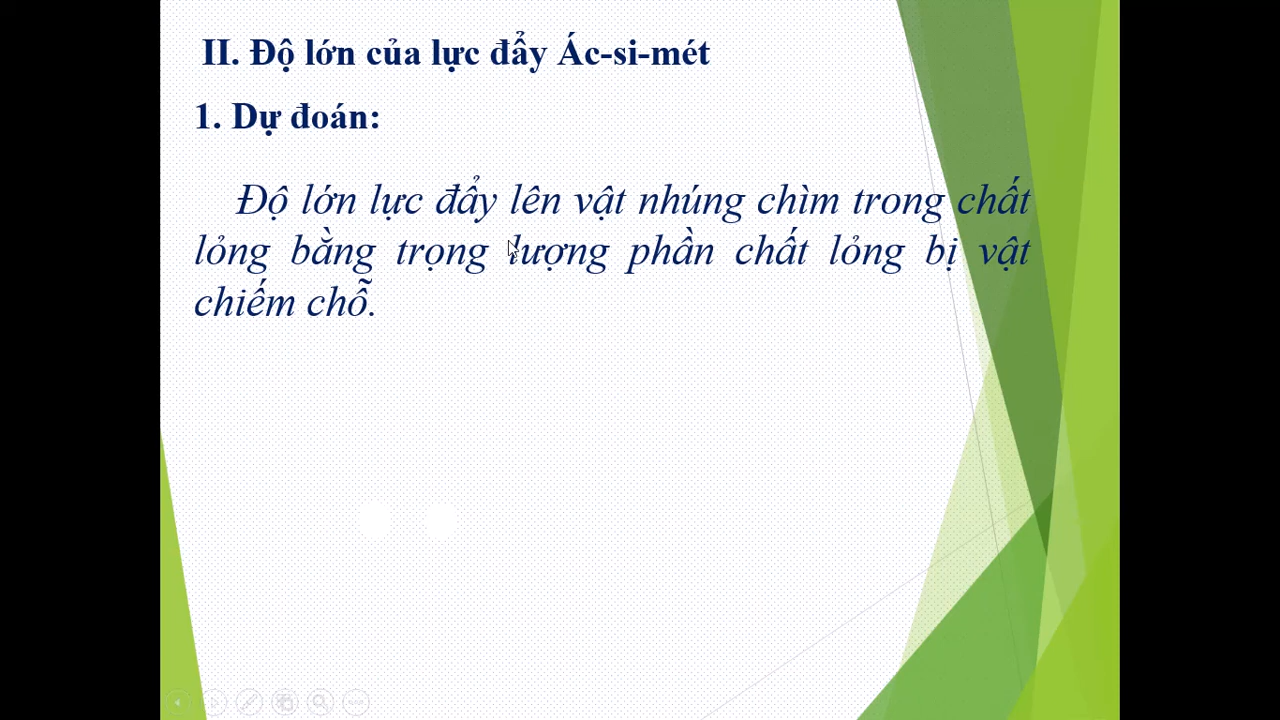 II. Độ lớn của lực đẩy Ác-si-mét
1. Dự đoán:
Độ lớn lực đẩy lên vật nhúng chìm trong chất
lỏng bằng trọng lượng phần chất lỏng bị vật
chiếm chỗ.